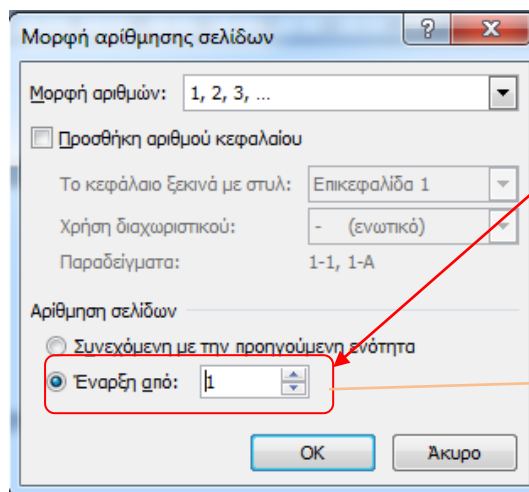 Μορφή αρίθμησης σελίδων
Μορφή αριθμών: 1, 2, 3, ...
Προσθήκη αριθμού κεφαλαίου
Το κεφάλαιο ξεκινά με στυλ: Επικεφαλίδα 1
Χρήση διαχωριστικού: - (ενωτικό)
Παραδείγματα: 1-1, 1-A
Αρίθμηση σελίδων
Συνεχόμενη με την προηγούμενη ενότητα
Έναρξη από: 1
OK Άκυρο